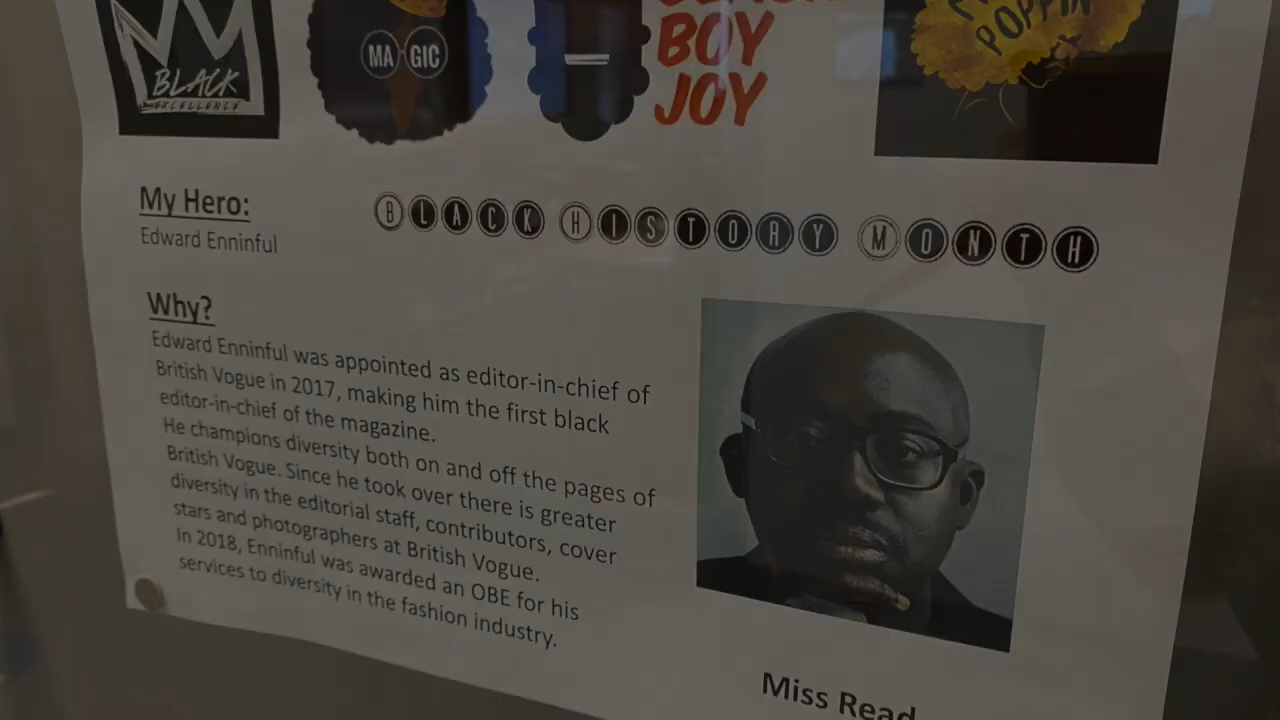 BLACK
EXCELLENCE
MA GIC
BOY
JOY
POPPIN
My Hero:
Edward Enninful
BLACK HISTORY MONTH
Why?
Edward Enninful was appointed as editor-in-chief of
British Vogue in 2017, making him the first black
editor-in-chief of the magazine.
He champions diversity both on and off the pages of
British Vogue. Since he took over there is greater
diversity in the editorial staff, contributors, cover
stars and photographers at British Vogue.
In 2018, Enninful was awarded an OBE for his
services to diversity in the fashion industry.
Miss Read